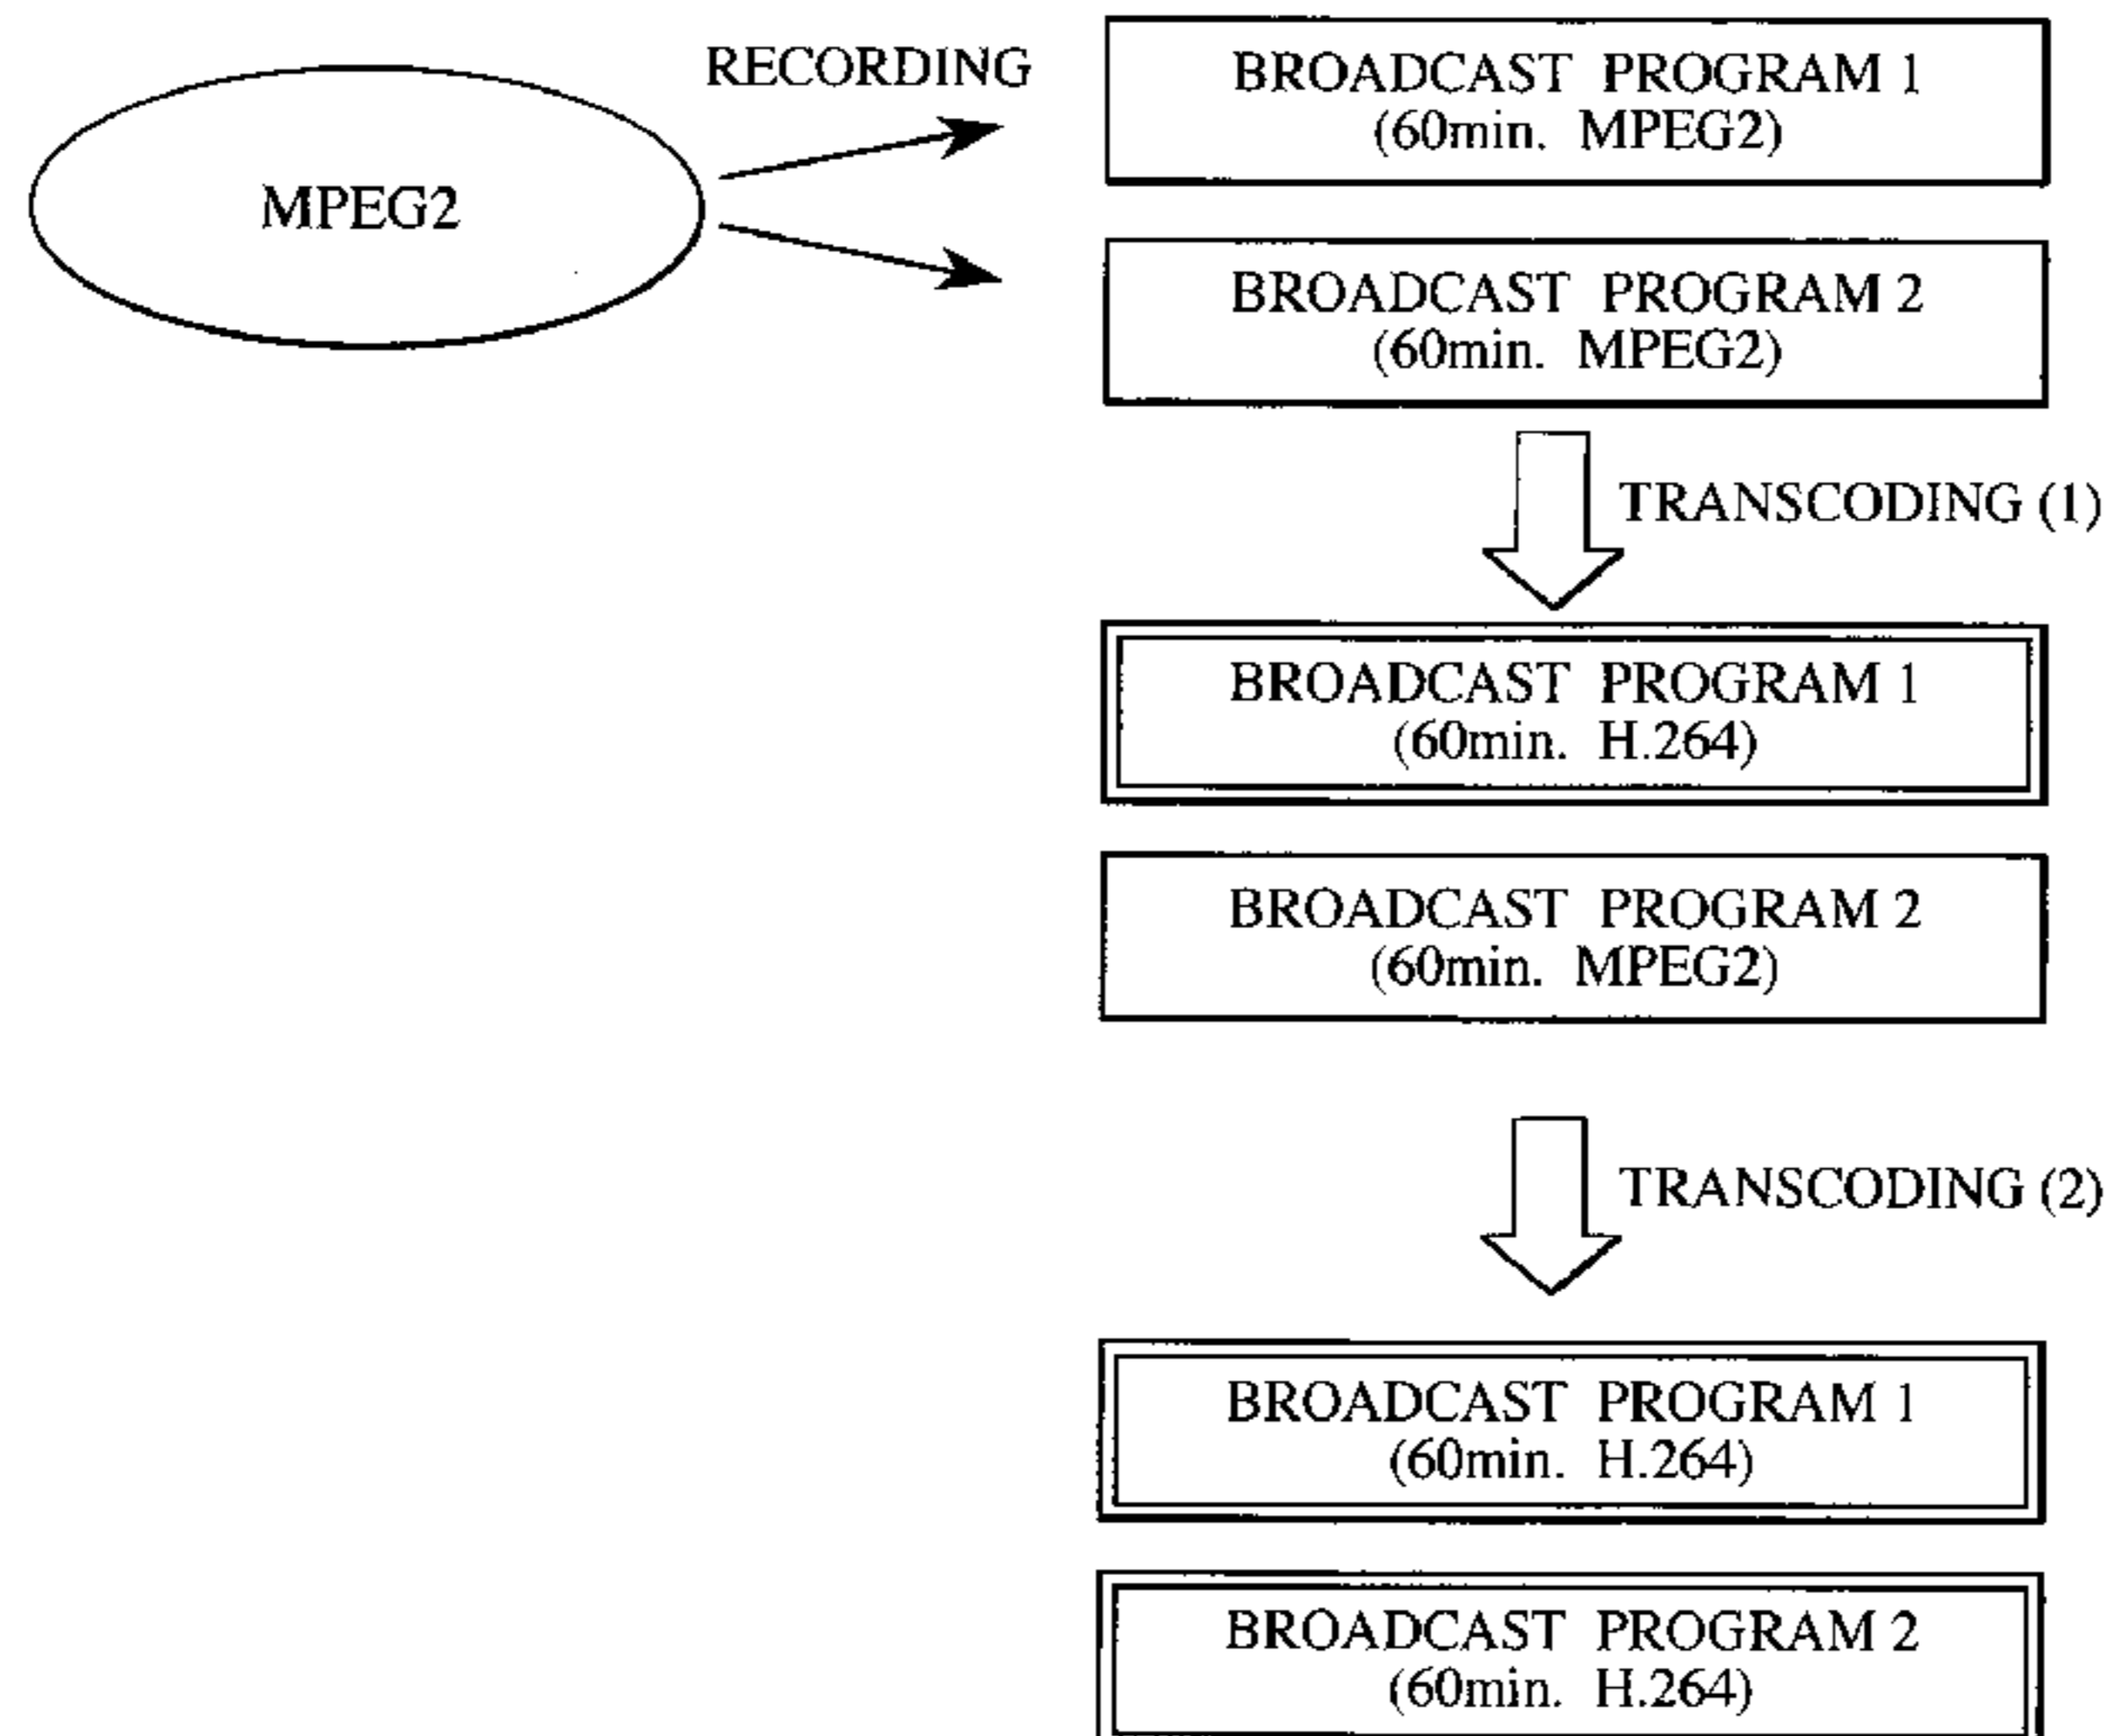 RECORDING
MPEG2
BROADCAST PROGRAM 1
(60min. MPEG2)
BROADCAST PROGRAM 2
(60min. MPEG2)
TRANSCODING (1)
BROADCAST PROGRAM 1
(60min. H.264)
BROADCAST PROGRAM 2
(60min. MPEG2)
TRANSCODING (2)
BROADCAST PROGRAM 1
(60min. H.264)
BROADCAST PROGRAM 2
(60min. H.264)